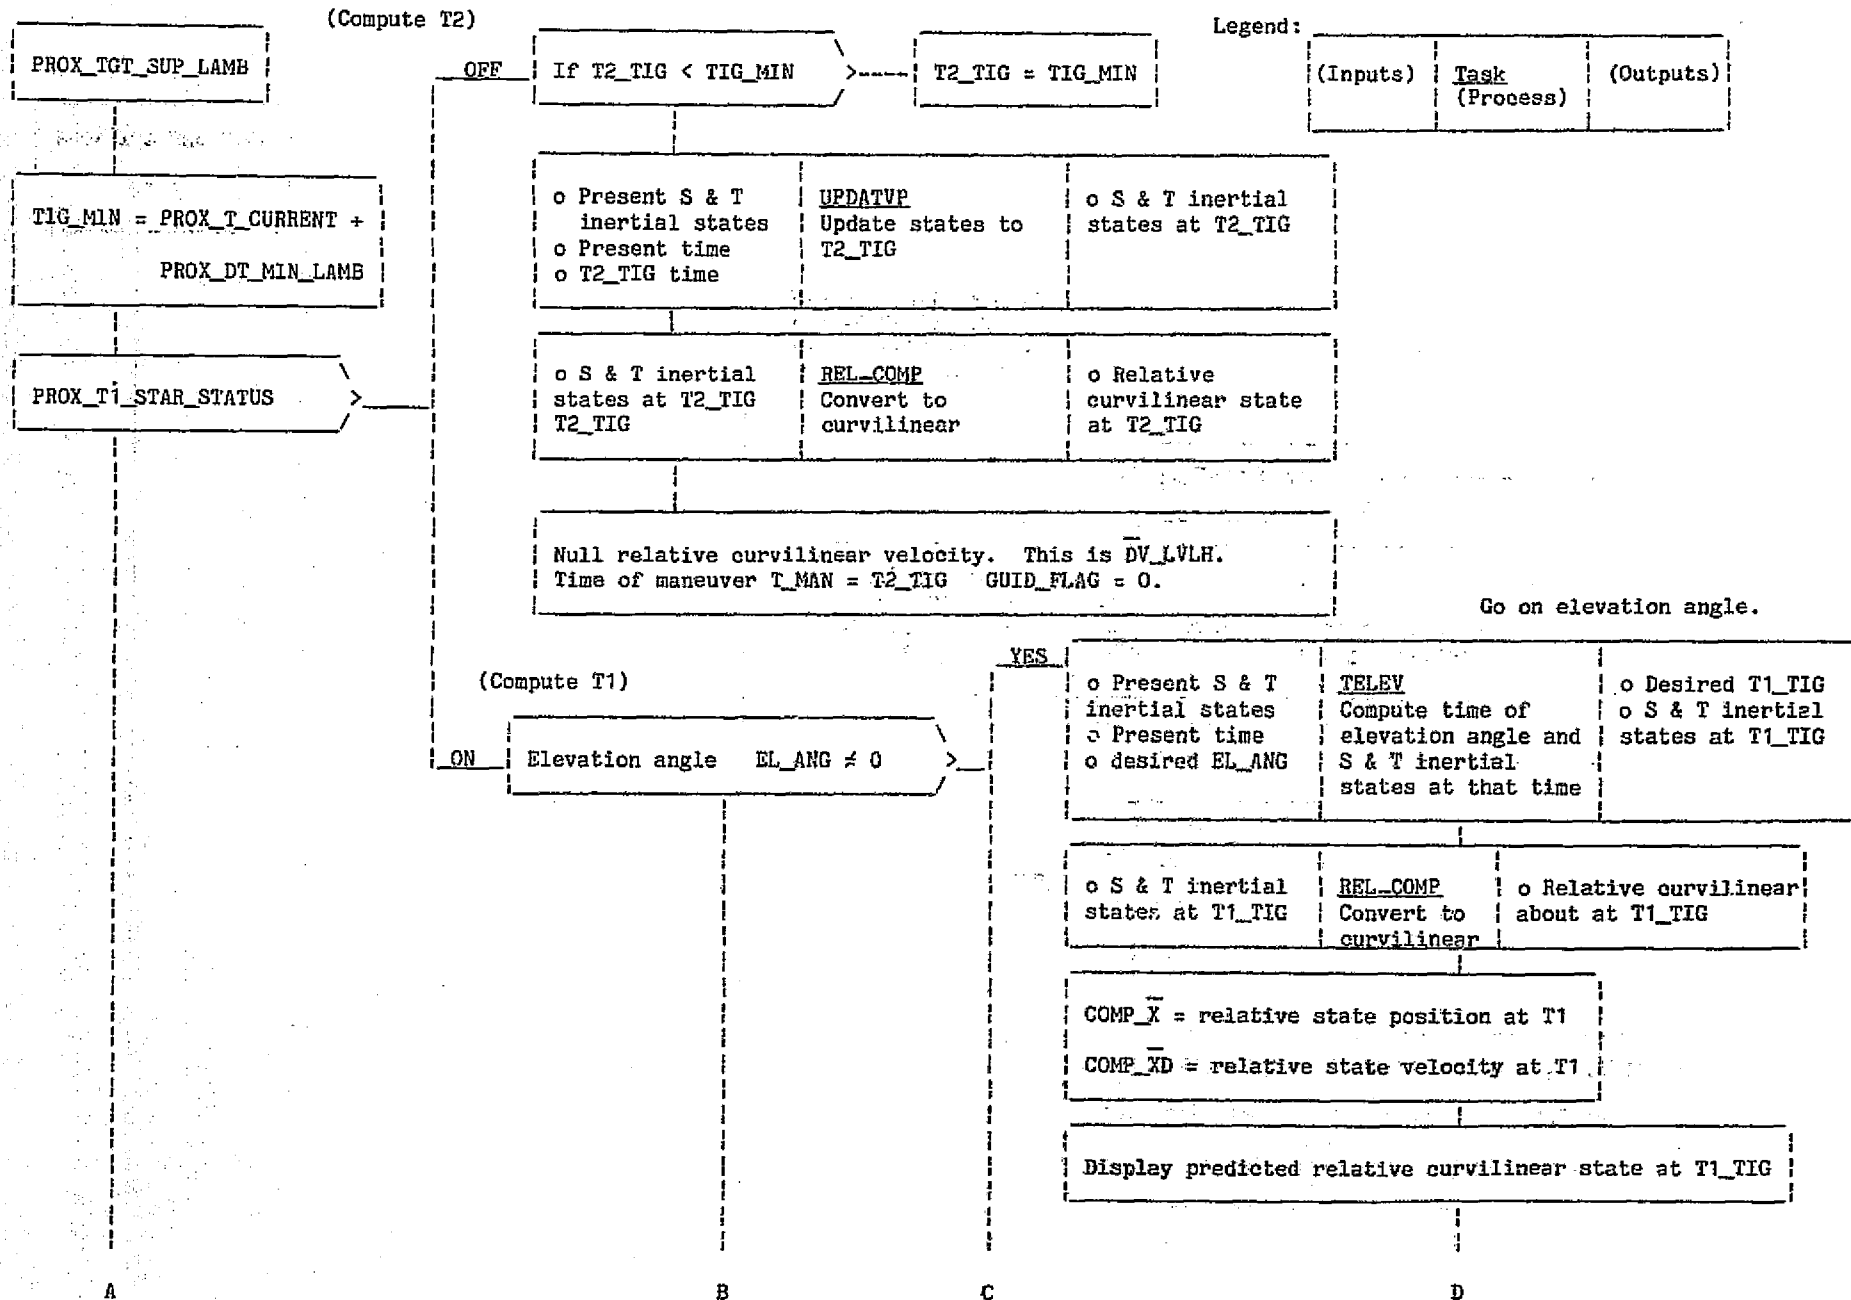 (Compute T2)
Legend:
PROX_TGT_SUP_LAMB
OFF
If T2_TIG < TIG_MIN
T2_TIG = TIG_MIN
(Inputs)
Task
(Process)
(Outputs)
TIG_MIN = PROX_T_CURRENT +
PROX_DT_MIN_LAMB
o Present S & T
inertial states
o Present time
o T2_TIG time
UPDATVP
Update states to
T2_TIG
o S & T inertial
states at T2_TIG
PROX_T1_STAR_STATUS
o S & T inertial
states at T2_TIG
T2_TIG
REL_COMP
Convert to
curvilinear
o Relative
curvilinear state
at T2_TIG
Null relative curvilinear velocity. This is D̅V_LVLH.
Time of maneuver T_MAN = T2_TIG GUID_FLAG = 0.
Go on elevation angle.
(Compute T1)
ON
Elevation angle EL_ANG ≠ 0
YES
o Present S & T
inertial states
o Present time
o desired EL_ANG
TELEV
Compute time of
elevation angle and
S & T inertial
states at that time
o Desired T1_TIG
o S & T inertial
states at T1_TIG
o S & T inertial
states at T1_TIG
REL_COMP
Convert to
curvilinear
o Relative curvilinear
about at T1_TIG
COMP_X̅ = relative state position at T1
COMP_X̅D = relative state velocity at T1
Display predicted relative curvilinear state at T1_TIG
A
B
C
D